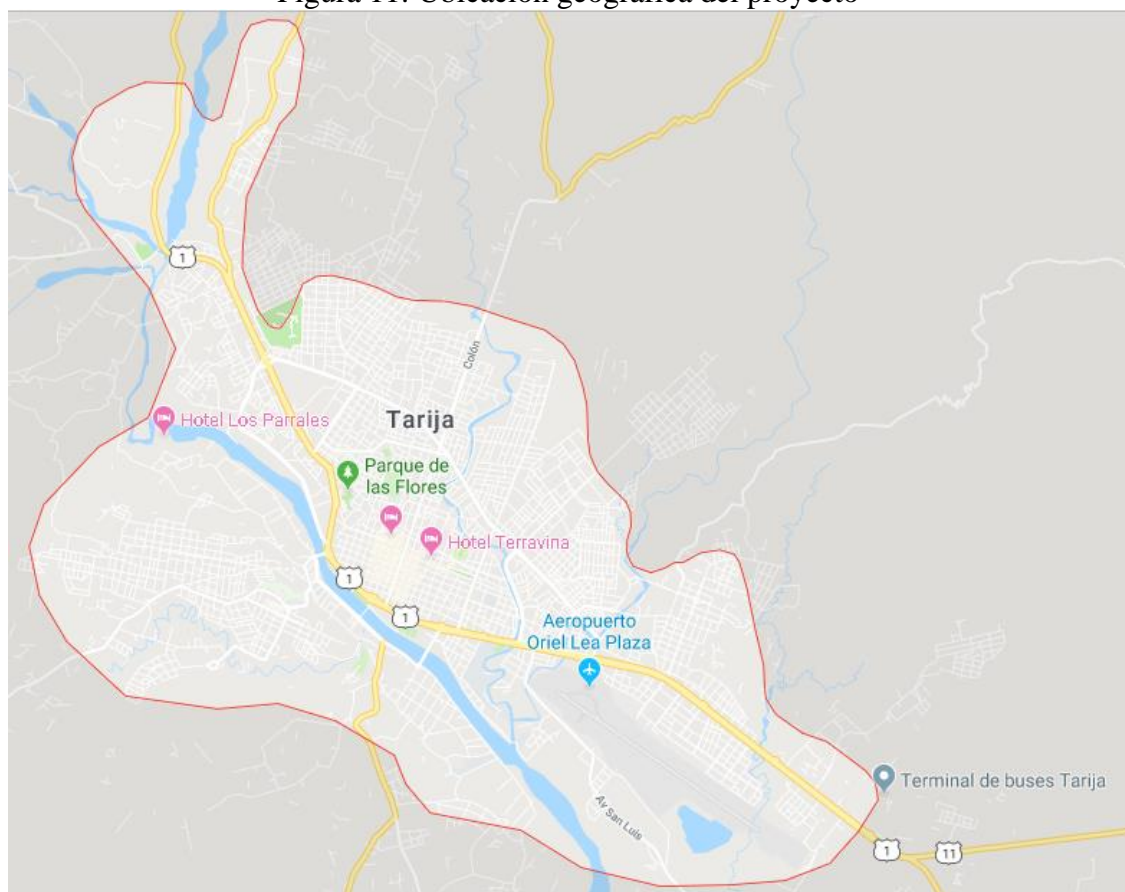 Figura 11. Ubicación geográfica del proyecto
1
Colón
Tarija
Hotel Los Parrales
Parque de
las Flores
Hotel Terravina
1
1
Aeropuerto
Oriel Lea Plaza
Terminal de buses Tarija
Av San Luis
1
11